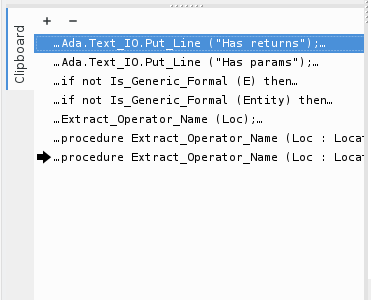 + −
Clipboard
…Ada.Text_IO.Put_Line ("Has returns");…
…Ada.Text_IO.Put_Line ("Has params");…
…if not Is_Generic_Formal (E) then…
…if not Is_Generic_Formal (Entity) then…
…Extract_Operator_Name (Loc);…
…procedure Extract_Operator_Name (Loc : Locat
…procedure Extract_Operator_Name (Loc : Locat